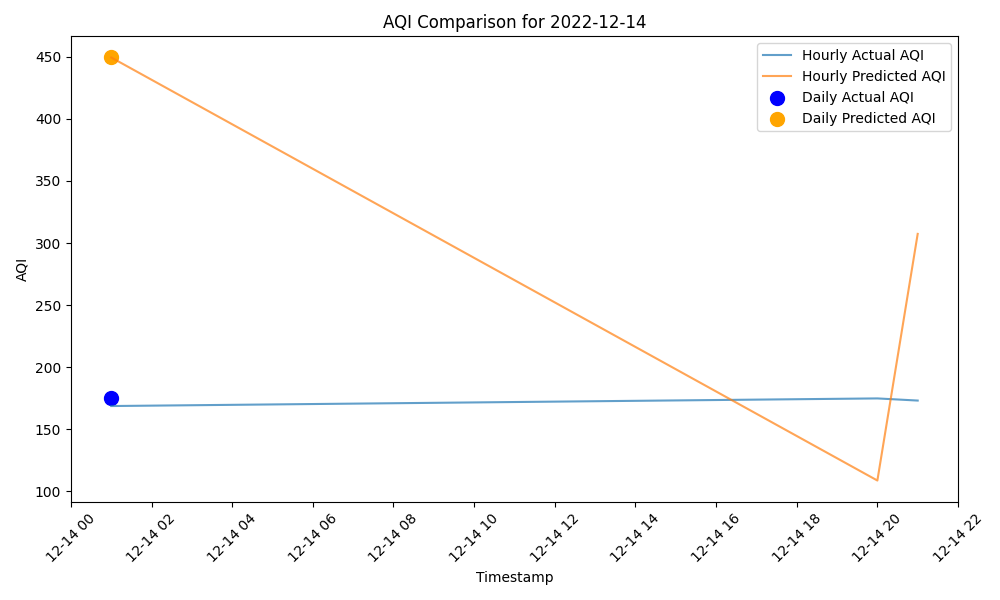 AQI Comparison for 2022-12-14
Hourly Actual AQI
Hourly Predicted AQI
Daily Actual AQI
Daily Predicted AQI
AQI
450
400
350
300
250
200
150
100
12-14 00
12-14 02
12-14 04
12-14 06
12-14 08
12-14 10
12-14 12
12-14 14
12-14 16
12-14 18
12-14 20
12-14 22
Timestamp